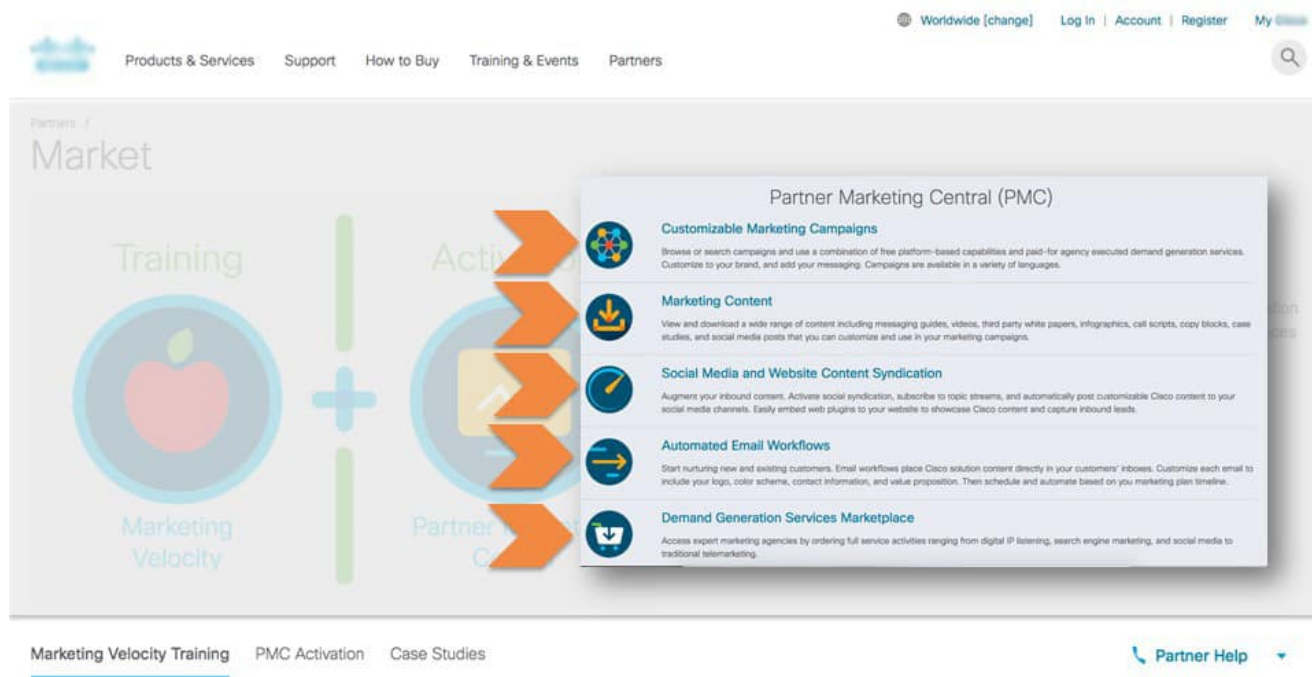 Worldwide [change] Log In | Account | Register My
Products & Services Support How to Buy Training & Events Partners
Partners /
Market
Training
Marketing
Velocity
Partner Marketing Central (PMC)
Customizable Marketing Campaigns
Browse or search campaigns and use a combination of free platform-based capabilities and paid-for agency executed demand generation services.
Customize to your brand, and add your messaging. Campaigns are available in a variety of languages.
Marketing Content
View and download a wide range of content including messaging guides, videos, third party white papers, infographics, call scripts, copy blocks, case
studies, and social media posts that you can customize and use in your marketing campaigns.
Social Media and Website Content Syndication
Augment your inbound content. Activate social syndication, subscribe to topic streams, and automatically post customizable Cisco content to your
social media channels. Easily embed web plugins to your website to showcase Cisco content and capture inbound leads.
Automated Email Workflows
Start nurturing new and existing customers. Email workflows place Cisco solution content directly in your customers' inboxes. Customize each email to
include your logo, color scheme, contact information, and value proposition. Then schedule and automate based on you marketing plan timeline.
Demand Generation Services Marketplace
Access expert marketing agencies by ordering full service activities ranging from digital IP listening, search engine marketing, and social media to
traditional telemarketing.
Partner
Marketing Velocity Training PMC Activation Case Studies
Partner Help